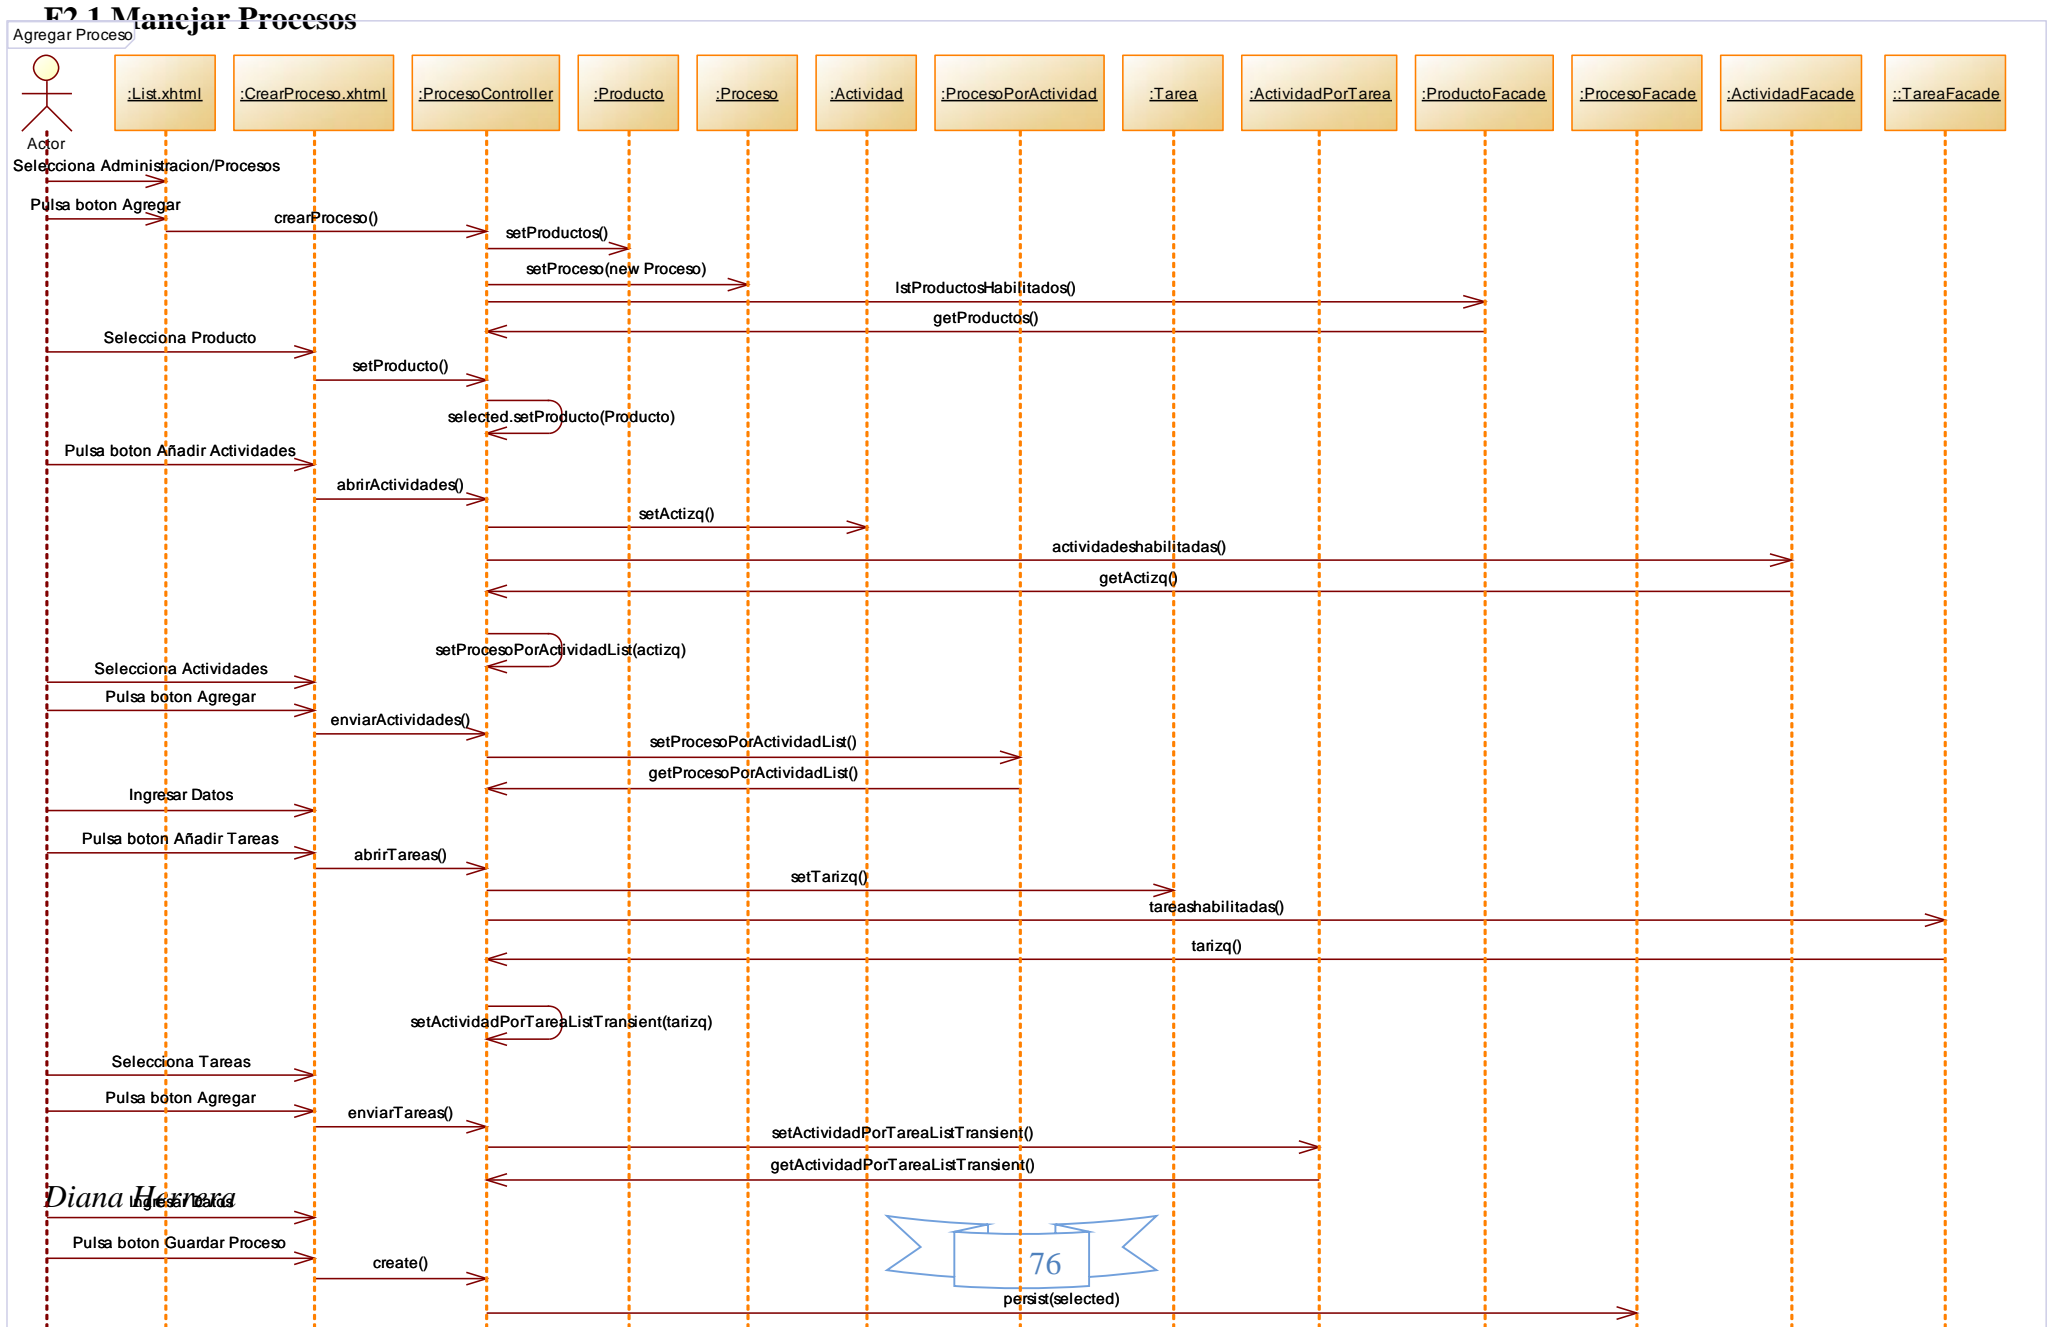 F2.1 Manejar Procesos
Agregar Proceso
:List.xhtml
:CrearProceso.xhtml
:ProcesoController
:Producto
:Proceso
:Actividad
:ProcesoPorActividad
:Tarea
:ActividadPorTarea
:ProductoFacade
:ProcesoFacade
:ActividadFacade
::TareaFacade
Actor
Selecciona Administracion/Procesos
Pulsa boton Agregar
crearProceso()
setProductos()
setProceso(new Proceso)
lstProductosHabilitados()
getProductos()
Selecciona Producto
setProducto()
selected.setProducto(Producto)
Pulsa boton Añadir Actividades
abrirActividades()
setActizq()
actividadeshabilitadas()
getActizq()
setProcesoPorActividadList(actizq)
Selecciona Actividades
Pulsa boton Agregar
enviarActividades()
setProcesoPorActividadList()
getProcesoPorActividadList()
Ingresar Datos
Pulsa boton Añadir Tareas
abrirTareas()
setTarizq()
tareashabilitadas()
tarizq()
setActividadPorTareaListTransient(tarizq)
Selecciona Tareas
Pulsa boton Agregar
enviarTareas()
setActividadPorTareaListTransient()
getActividadPorTareaListTransient()
Diana Herrera
Ingresar Datos
Pulsa boton Guardar Proceso
create()
76
persist(selected)